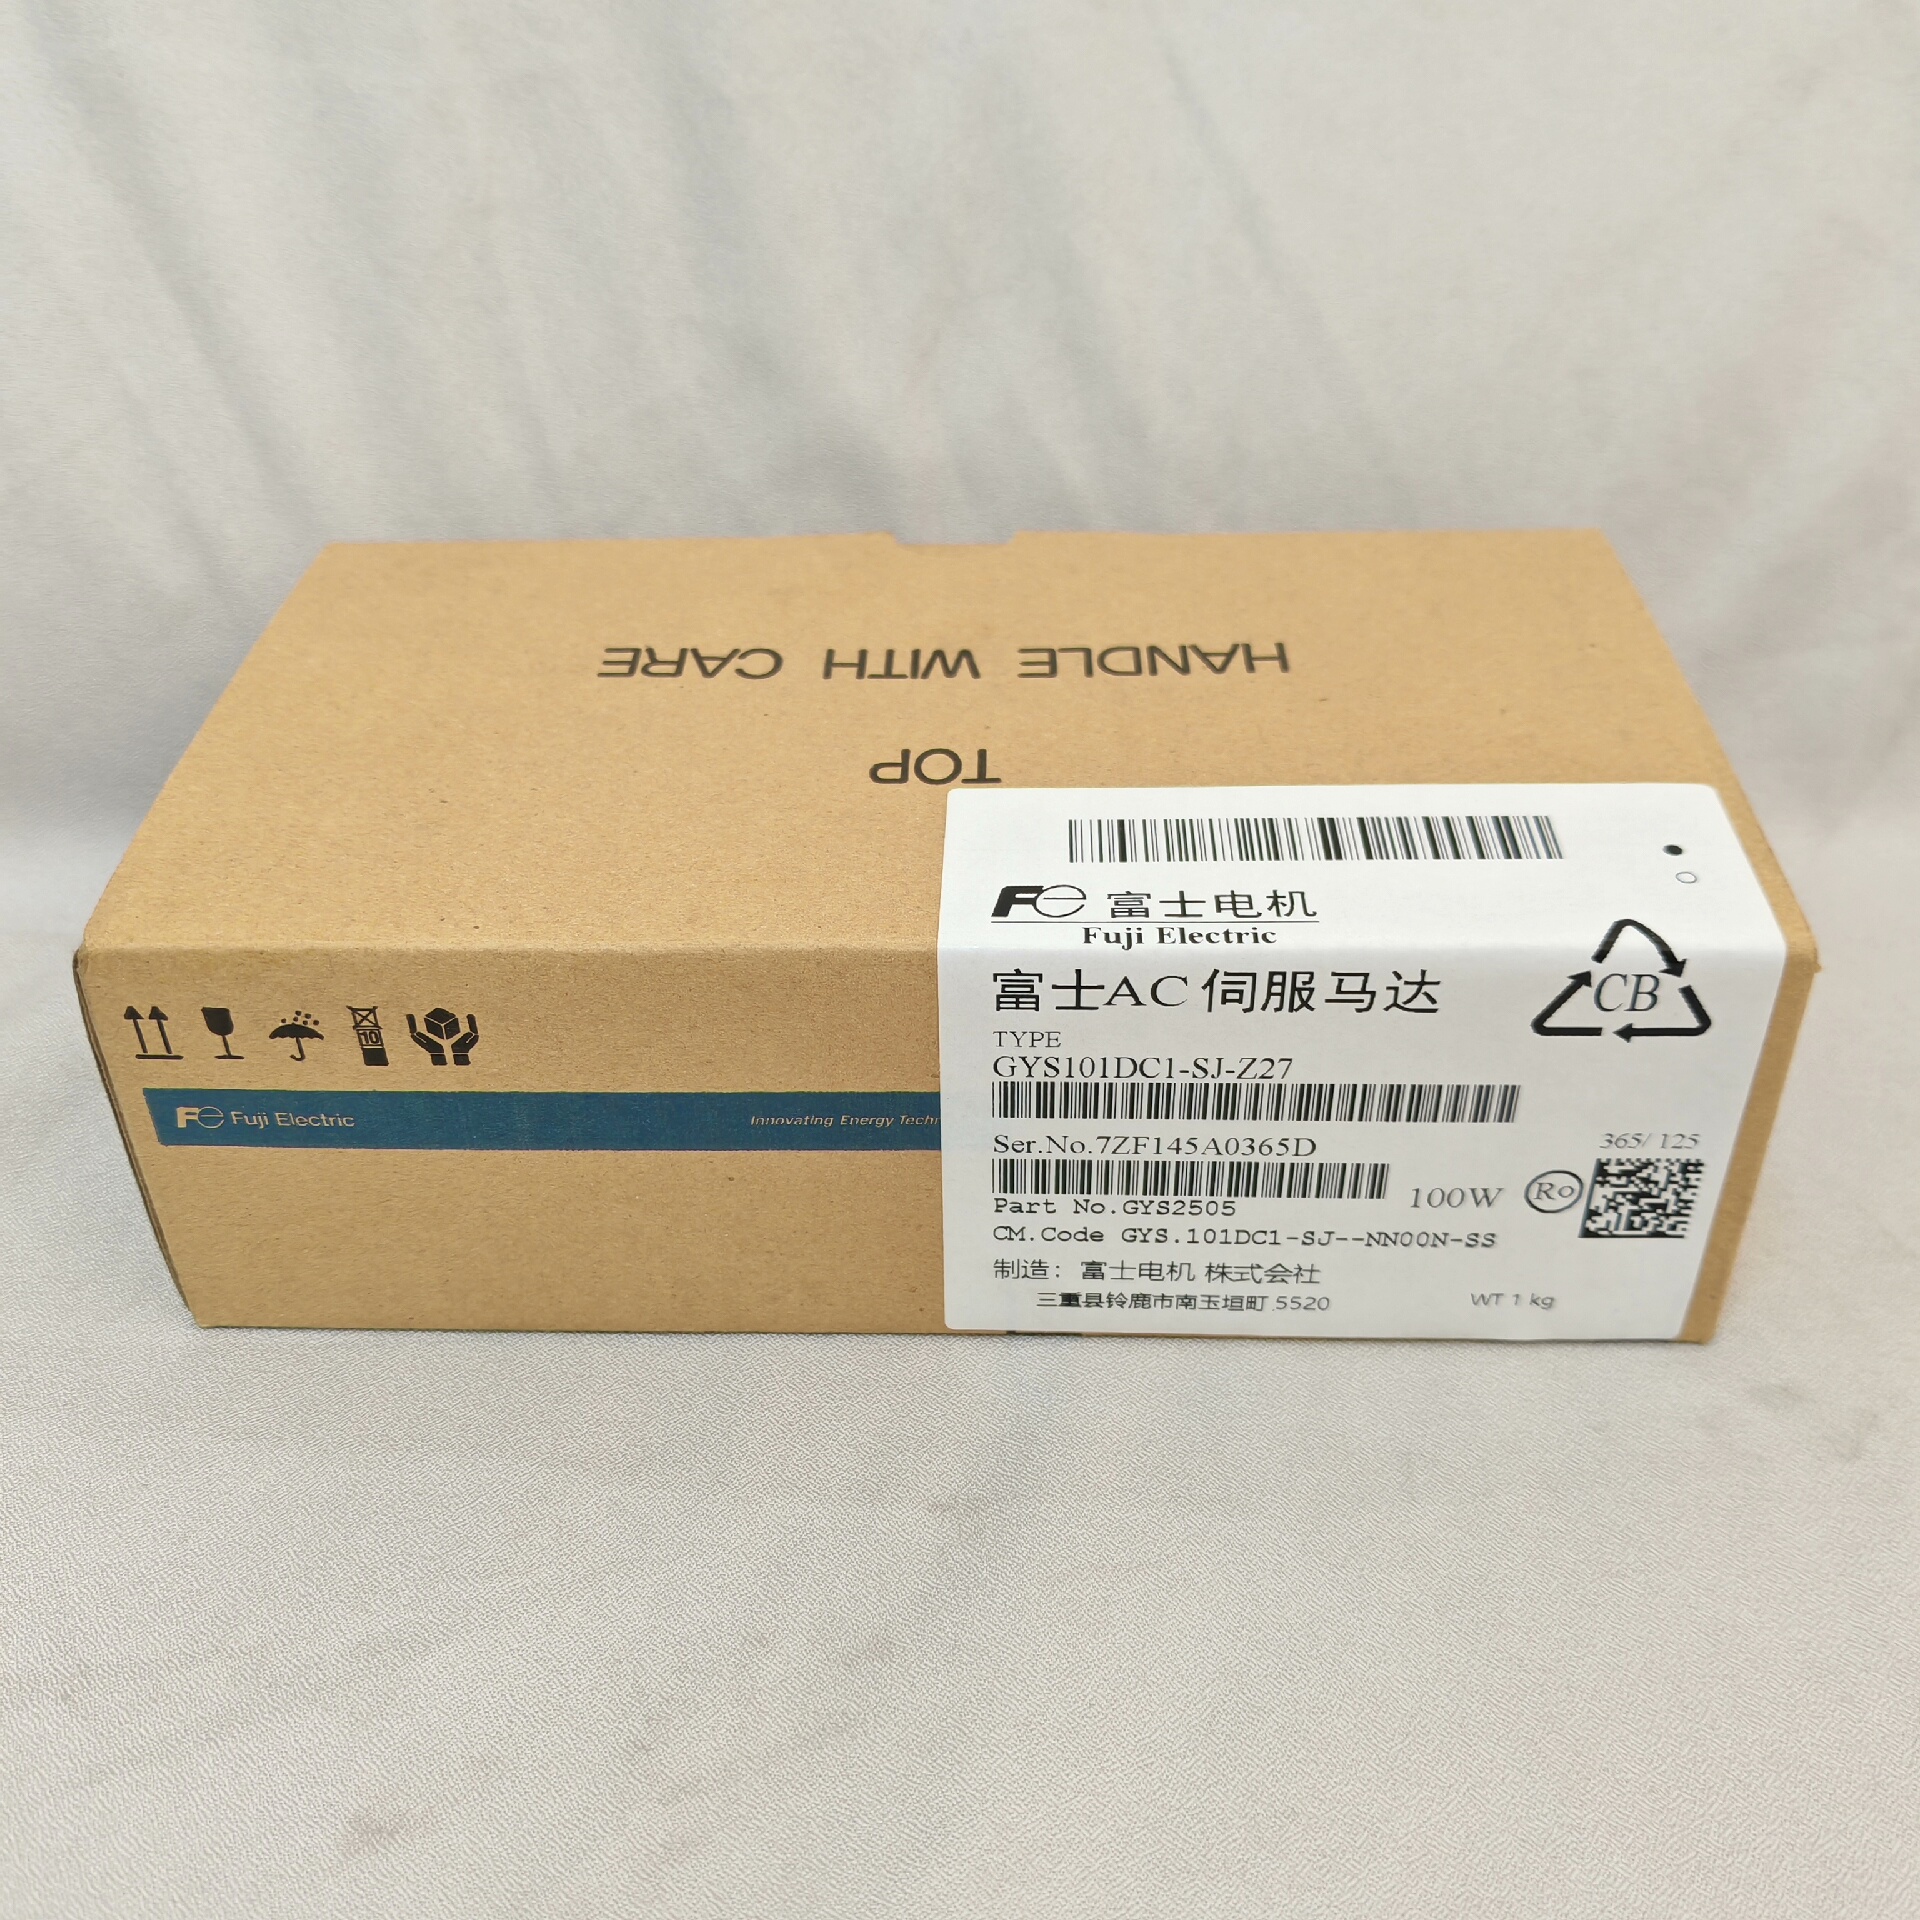 HANDLE WITH CARE
TOP
富士电机
Fuji Electric
富士AC 伺服马达
CB
TYPE
GYS101DC1-SJ-Z27
Ser.No.7ZF145A0365D
365/ 125
Part No.GYS2505
100W
Ro
CM.Code GYS.101DC1-SJ--NN00N-SS
制造：富士电机 株式会社
三重县铃鹿市南玉垣町 5520
WT 1 kg
10
Fe Fuji Electric
Innovating Energy Techn